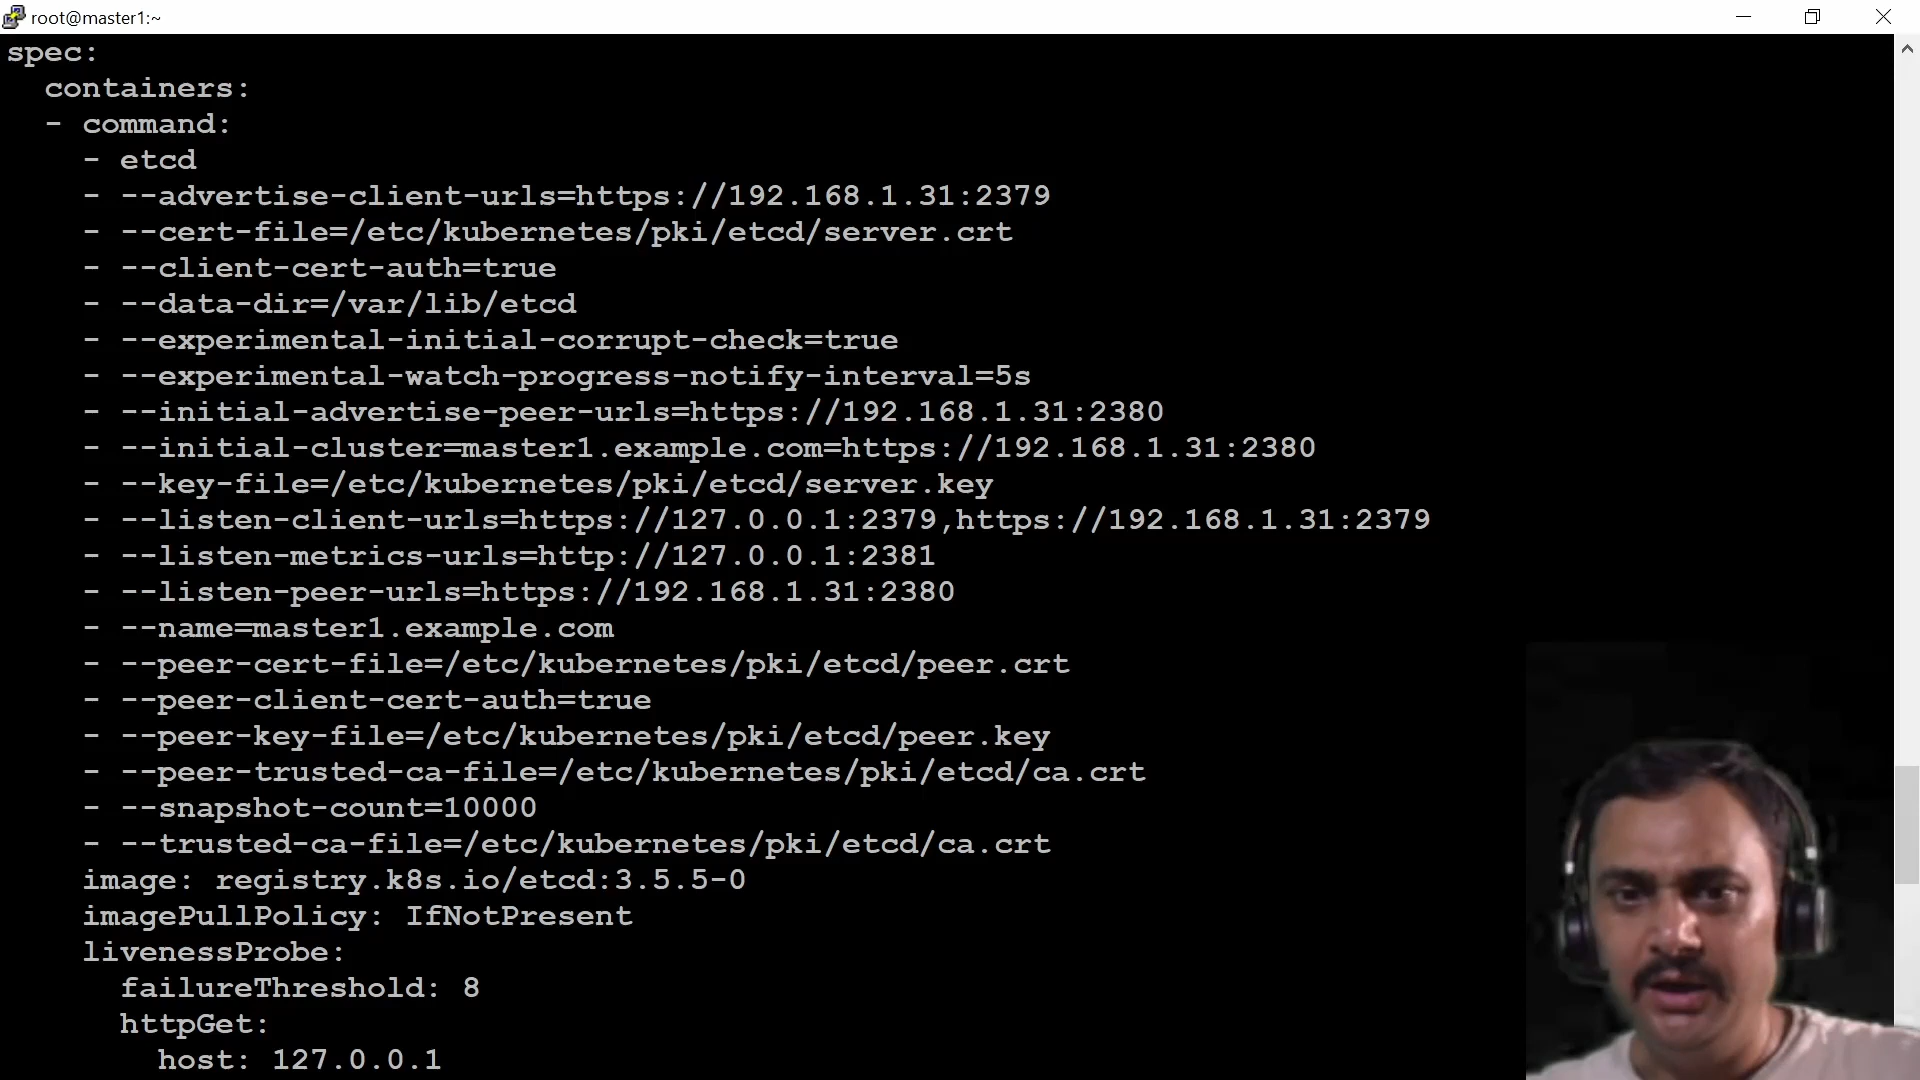 root@master1:~
spec:
  containers:
  - command:
    - etcd
    - --advertise-client-urls=https://192.168.1.31:2379
    - --cert-file=/etc/kubernetes/pki/etcd/server.crt
    - --client-cert-auth=true
    - --data-dir=/var/lib/etcd
    - --experimental-initial-corrupt-check=true
    - --experimental-watch-progress-notify-interval=5s
    - --initial-advertise-peer-urls=https://192.168.1.31:2380
    - --initial-cluster=master1.example.com=https://192.168.1.31:2380
    - --key-file=/etc/kubernetes/pki/etcd/server.key
    - --listen-client-urls=https://127.0.0.1:2379,https://192.168.1.31:2379
    - --listen-metrics-urls=http://127.0.0.1:2381
    - --listen-peer-urls=https://192.168.1.31:2380
    - --name=master1.example.com
    - --peer-cert-file=/etc/kubernetes/pki/etcd/peer.crt
    - --peer-client-cert-auth=true
    - --peer-key-file=/etc/kubernetes/pki/etcd/peer.key
    - --peer-trusted-ca-file=/etc/kubernetes/pki/etcd/ca.crt
    - --snapshot-count=10000
    - --trusted-ca-file=/etc/kubernetes/pki/etcd/ca.crt
    image: registry.k8s.io/etcd:3.5.5-0
    imagePullPolicy: IfNotPresent
    livenessProbe:
      failureThreshold: 8
      httpGet:
        host: 127.0.0.1